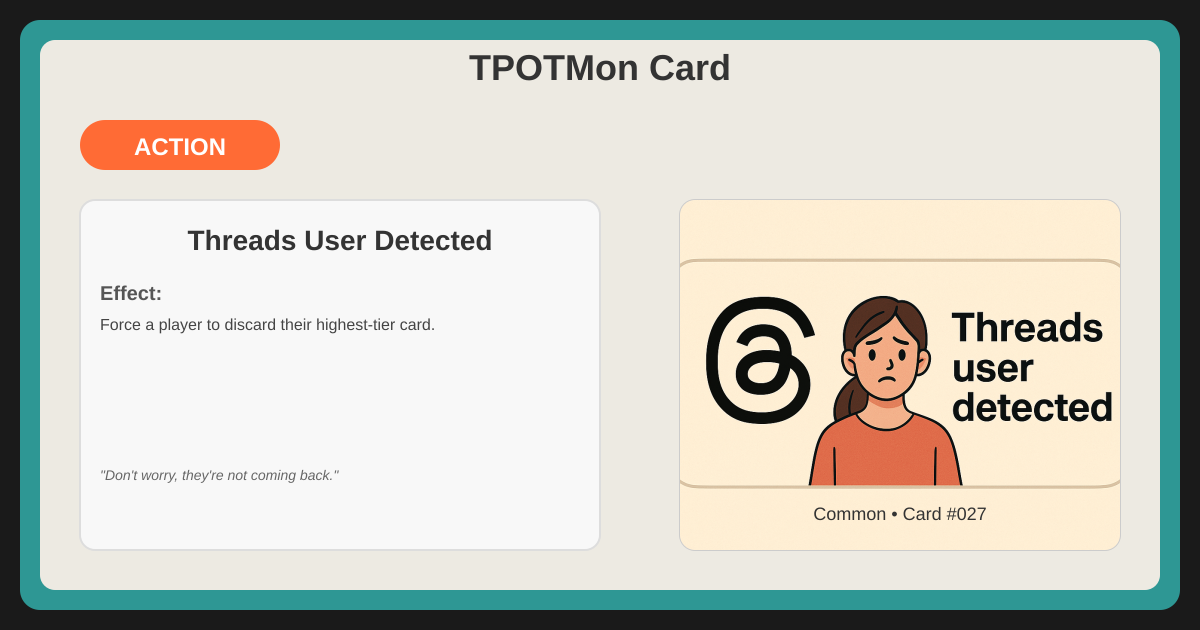 TPOTMon Card
ACTION
Threads User Detected
Effect:
Force a player to discard their highest-tier card.
"Don't worry, they're not coming back."
Threads
user
detected
Common • Card #027